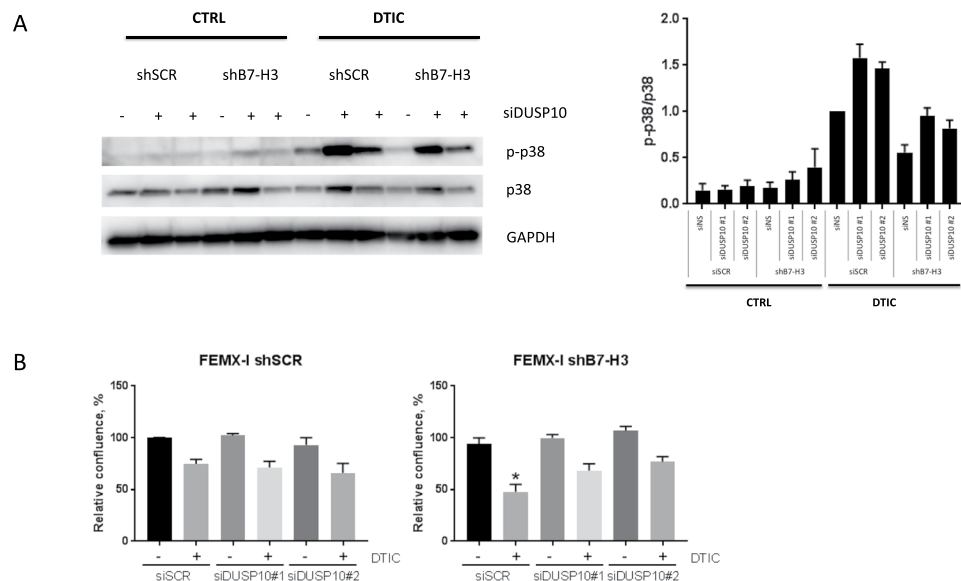 A
CTRL DTIC
shSCR shB7-H3 shSCR shB7-H3
- + + - + + - + + - + + siDUSP10
p-p38
p38
GAPDH
p-p38/p38
2.0
1.5
1.0
0.5
0.0
siNS siDUSP10 #1 siDUSP10 #2 siNS siDUSP10 #1 siDUSP10 #2 siNS siDUSP10 #1 siDUSP10 #2 siNS siDUSP10 #1 siDUSP10 #2
siSCR shB7-H3 siSCR shB7-H3
CTRL DTIC
B
FEMX-I shSCR
Relative confluence, %
150
100
50
0
- + - + - + DTIC
siSCR siDUSP10#1 siDUSP10#2
FEMX-I shB7-H3
Relative confluence, %
150
100
50
0
*
- + - + - + DTIC
siSCR siDUSP10#1 siDUSP10#2